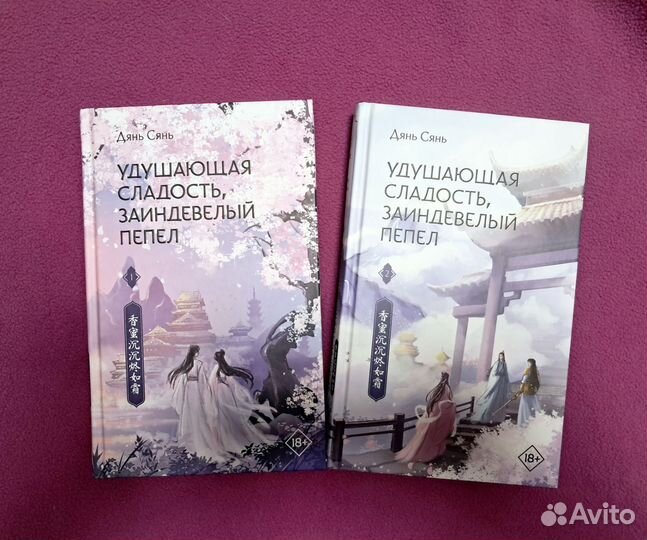 Дянь Сянь
УДУШАЮЩАЯ
СЛАДОСТЬ,
ЗАИНДЕВЕЛЫЙ
ПЕПЕЛ
1
香蜜沉沉烬如霜
18+
Дянь Сянь
УДУШАЮЩАЯ
СЛАДОСТЬ,
ЗАИНДЕВЕЛЫЙ
ПЕПЕЛ
2
香蜜沉沉烬如霜
18+
Avito